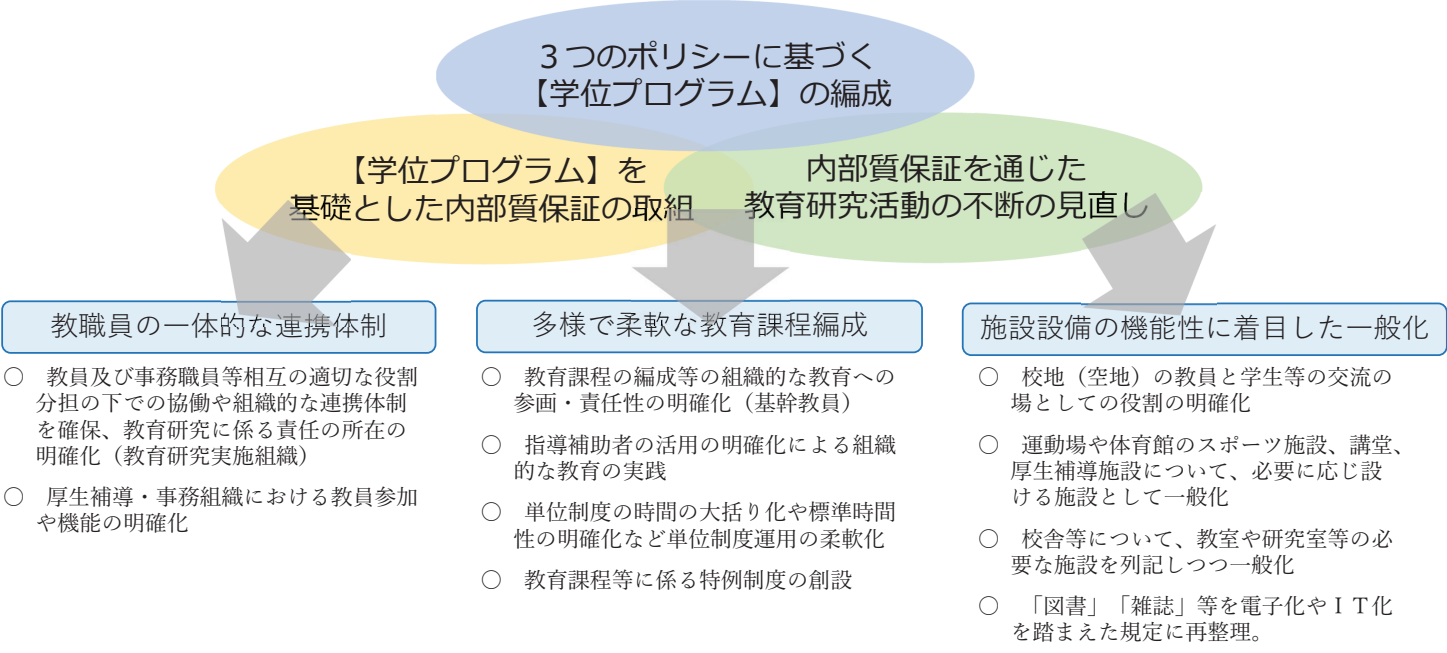 ３つのポリシーに基づく
【学位プログラム】の編成
【学位プログラム】を
基礎とした内部質保証の取組
内部質保証を通じた
教育研究活動の不断の見直し
教職員の一体的な連携体制
○　教員及び事務職員等相互の適切な役割
分担の下での協働や組織的な連携体制
を確保、教育研究に係る責任の所在の
明確化（教育研究実施組織）
○　厚生補導・事務組織における教員参加
や機能の明確化
多様で柔軟な教育課程編成
○　教育課程の編成等の組織的な教育への
参画・責任性の明確化（基幹教員）
○　指導補助者の活用の明確化による組織
的な教育の実践
○　単位制度の時間の大括り化や標準時間
性の明確化など単位制度運用の柔軟化
○　教育課程等に係る特例制度の創設
施設設備の機能性に着目した一般化
○　校地（空地）の教員と学生等の交流の
場としての役割の明確化
○　運動場や体育館のスポーツ施設、講堂、
厚生補導施設について、必要に応じ設
ける施設として一般化
○　校舎等について、教室や研究室等の必
要な施設を列記しつつ一般化
○　「図書」「雑誌」等を電子化やＩＴ化
を踏まえた規定に再整理。